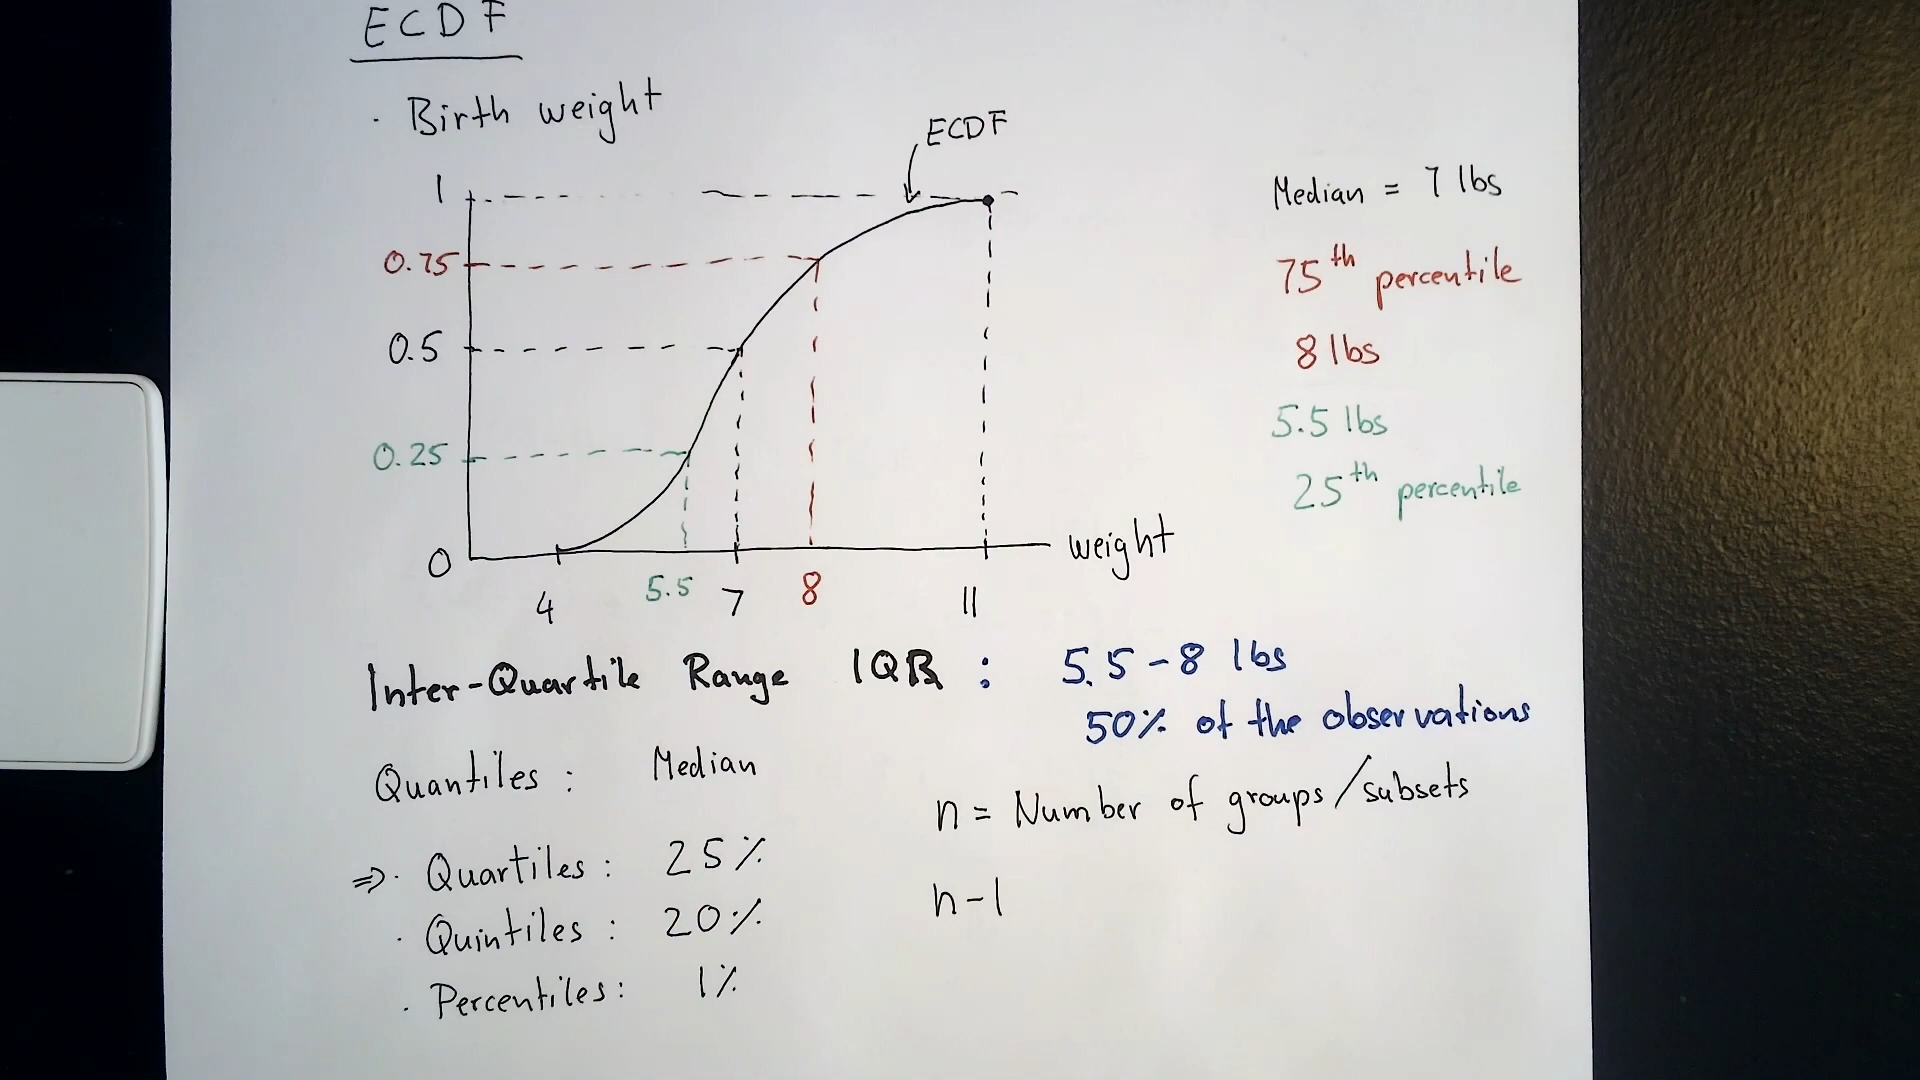 ECDF
· Birth weight
ECDF
1
0.75
0.5
0.25
0
4
5.5
7
8
11
weight
Median = 7 lbs
75th percentile
8 lbs
5.5 lbs
25th percentile
Inter-Quartile Range IQR : 5.5-8 lbs
50% of the observations
Quantiles : Median
n = Number of groups/subsets
⇒ · Quartiles : 25%
n-1
· Quintiles : 20%
· Percentiles : 1%